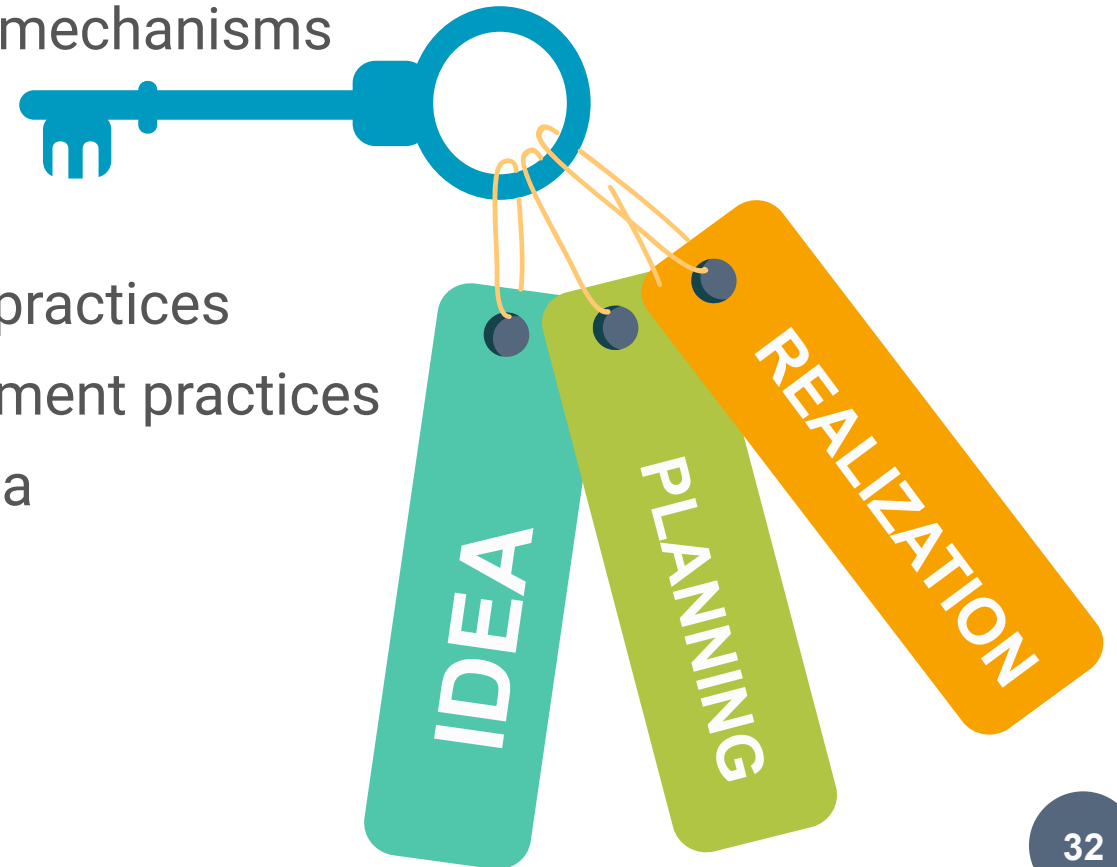 mechanisms
practices
ment practices
a
IDEA
PLANNING
REALIZATION
32